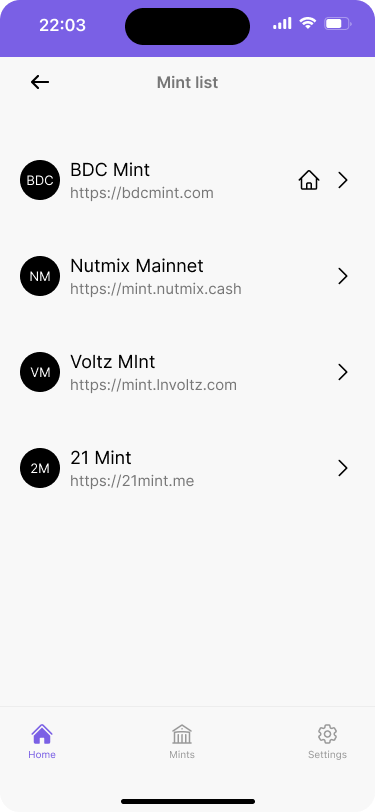 22:03
Mint list
BDC
BDC Mint
https://bdcmint.com
NM
Nutmix Mainnet
https://mint.nutmix.cash
VM
Voltz MInt
https://mint.lnvoltz.com
2M
21 Mint
https://21mint.me
Home
Mints
Settings